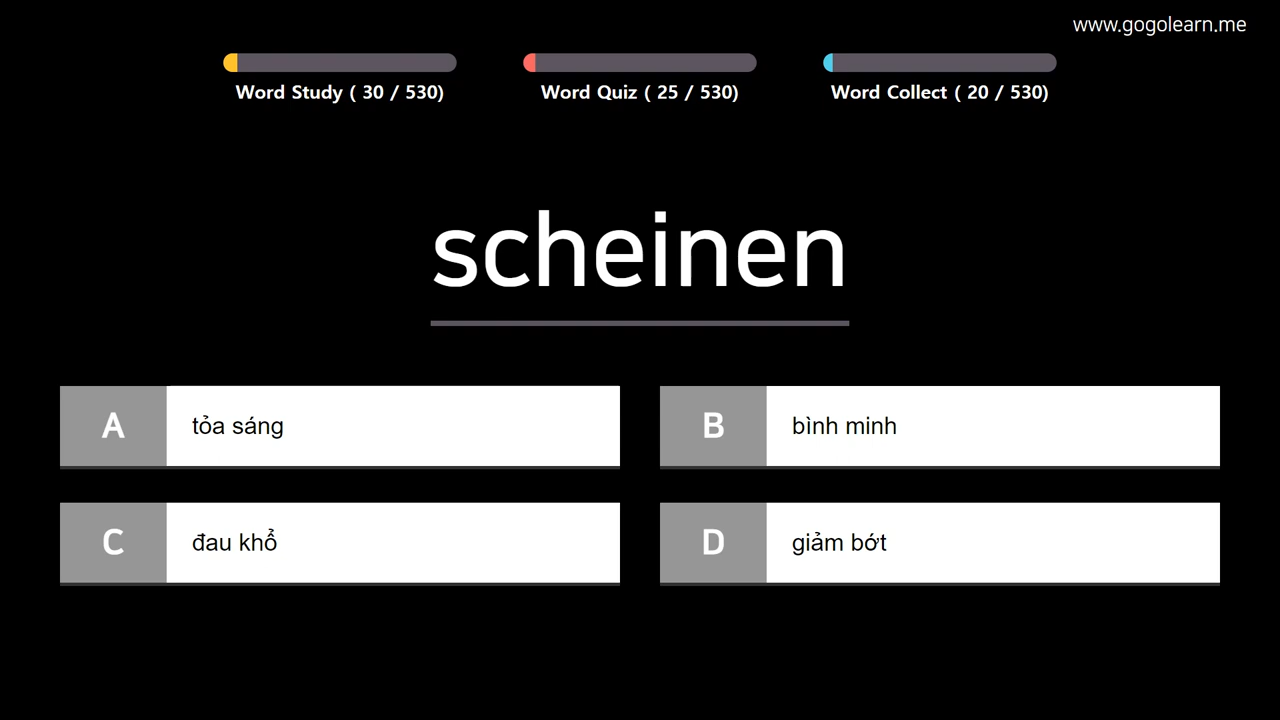 www.gogolearn.me
Word Study ( 30 / 530)
Word Quiz ( 25 / 530)
Word Collect ( 20 / 530)
scheinen
A tỏa sáng
B bình minh
C đau khổ
D giảm bớt